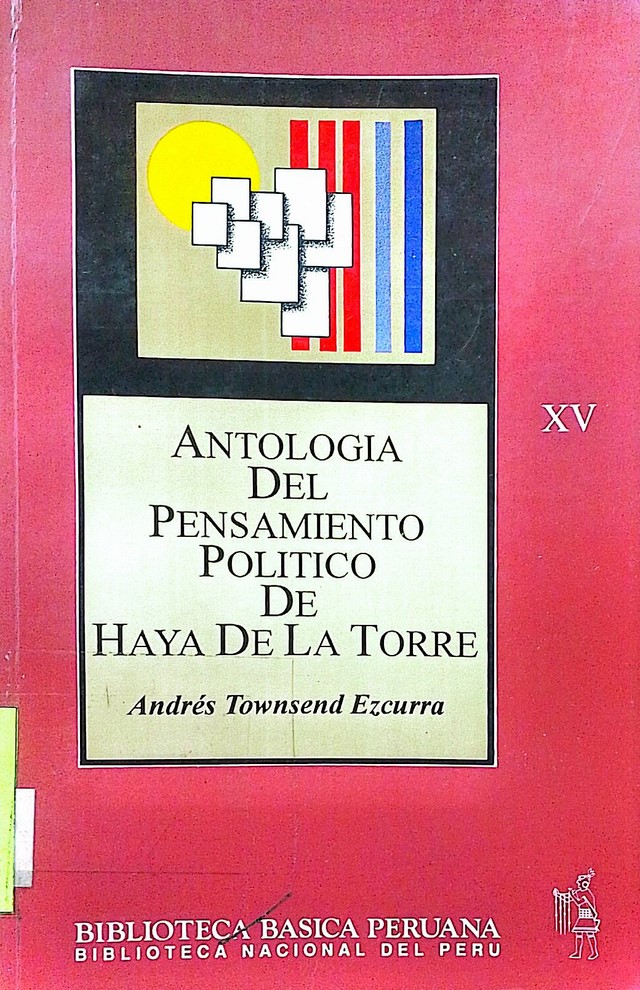 XV
ANTOLOGIA
DEL
PENSAMIENTO
POLITICO
DE
HAYA DE LA TORRE
Andrés Townsend Ezcurra
BIBLIOTECA BASICA PERUANA
BIBLIOTECA NACIONAL DEL PERU